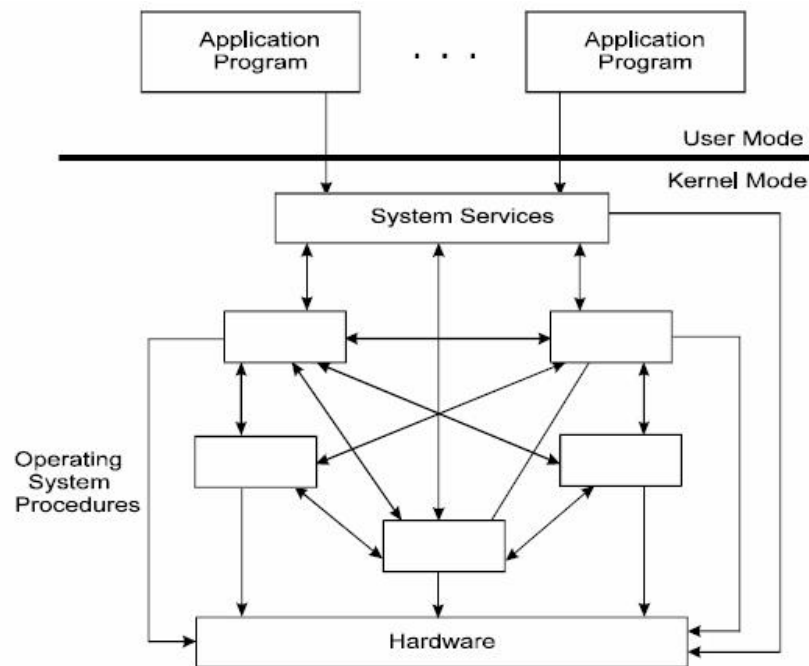 Application
Program
. . .
Application
Program
User Mode
Kernel Mode
System Services
Operating
System
Procedures
Hardware